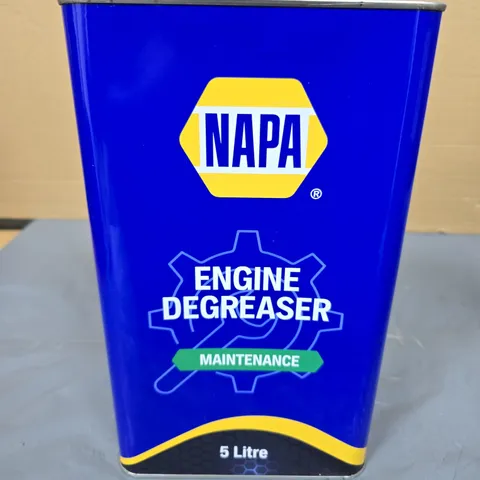 NAPA
®
ENGINE
DEGREASER
MAINTENANCE
5 Litre